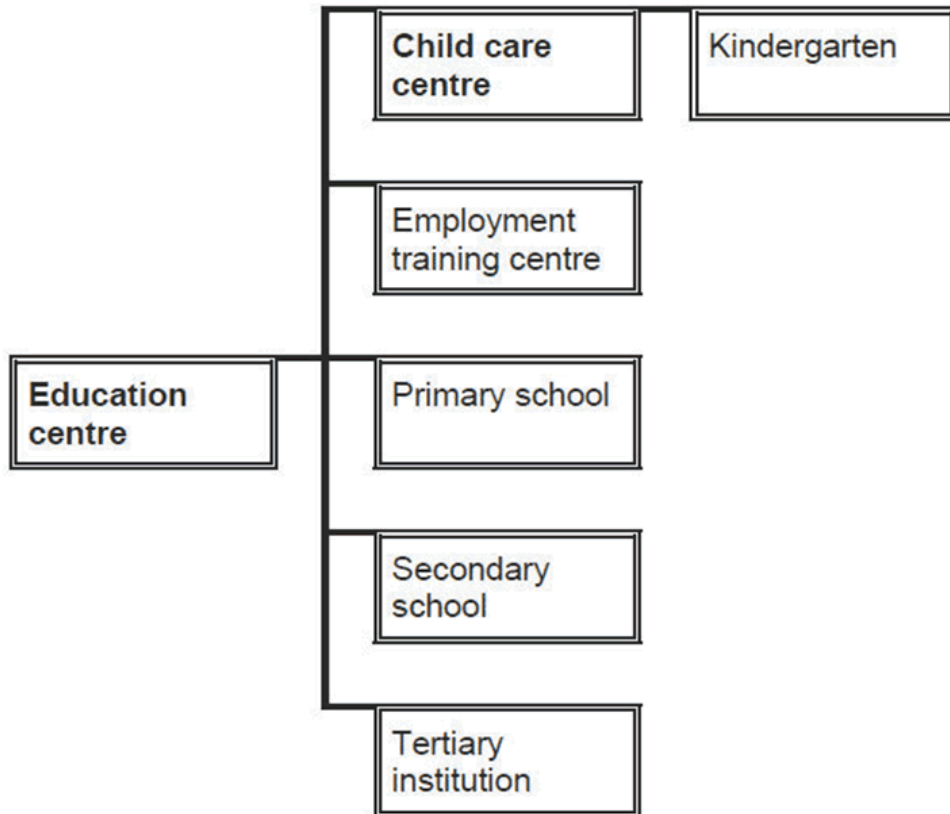 Child care
centre
Kindergarten
Employment
training centre
Education
centre
Primary school
Secondary
school
Tertiary
institution